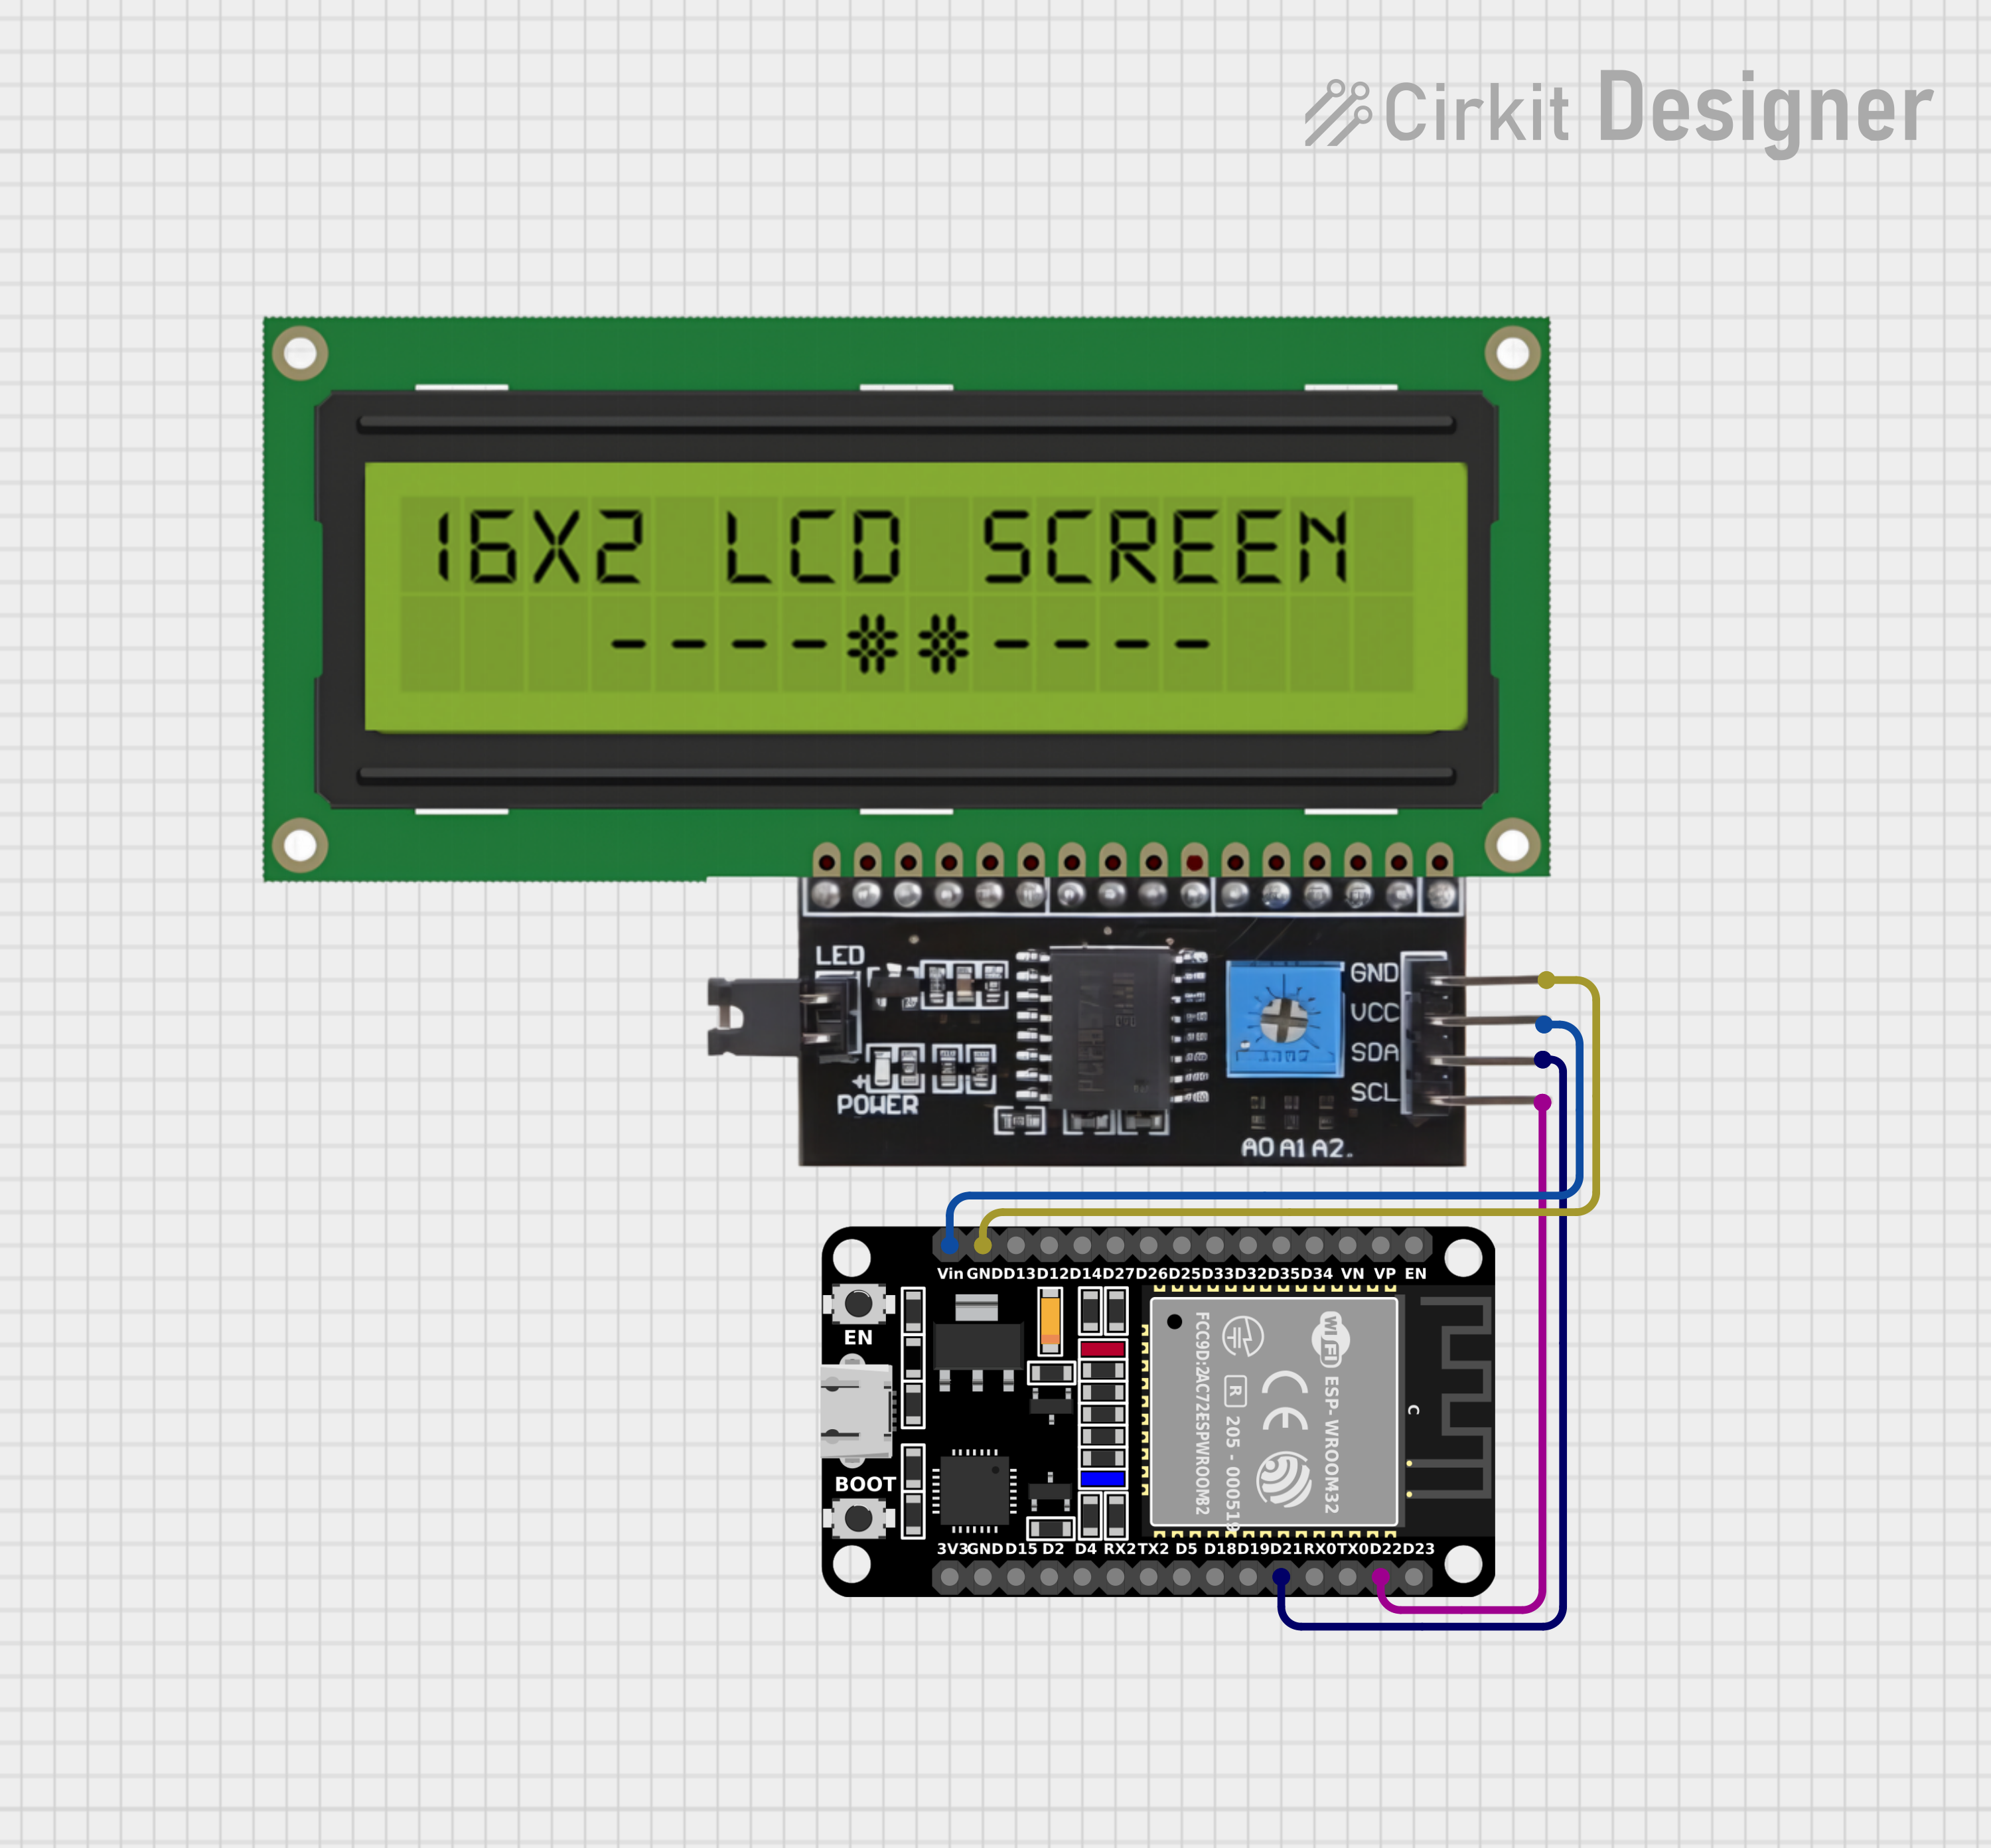 Cirkit Designer
16X2 LCD SCREEN
----##----
LED
GND
VCC
SDA
SCL
POWER
A0 A1 A2.
Vin GND D13 D12 D14 D27 D26 D25 D33 D32 D35 D34 VN VP EN
EN
BOOT
WiFi
ESP-WROOM32
CE
R 205 - 000519
FCC9D:2AC72ESPWROOM32
C
3V3 GND D15 D2 D4 RX2 TX2 D5 D18 D19 D21 RX0 TX0 D22 D23